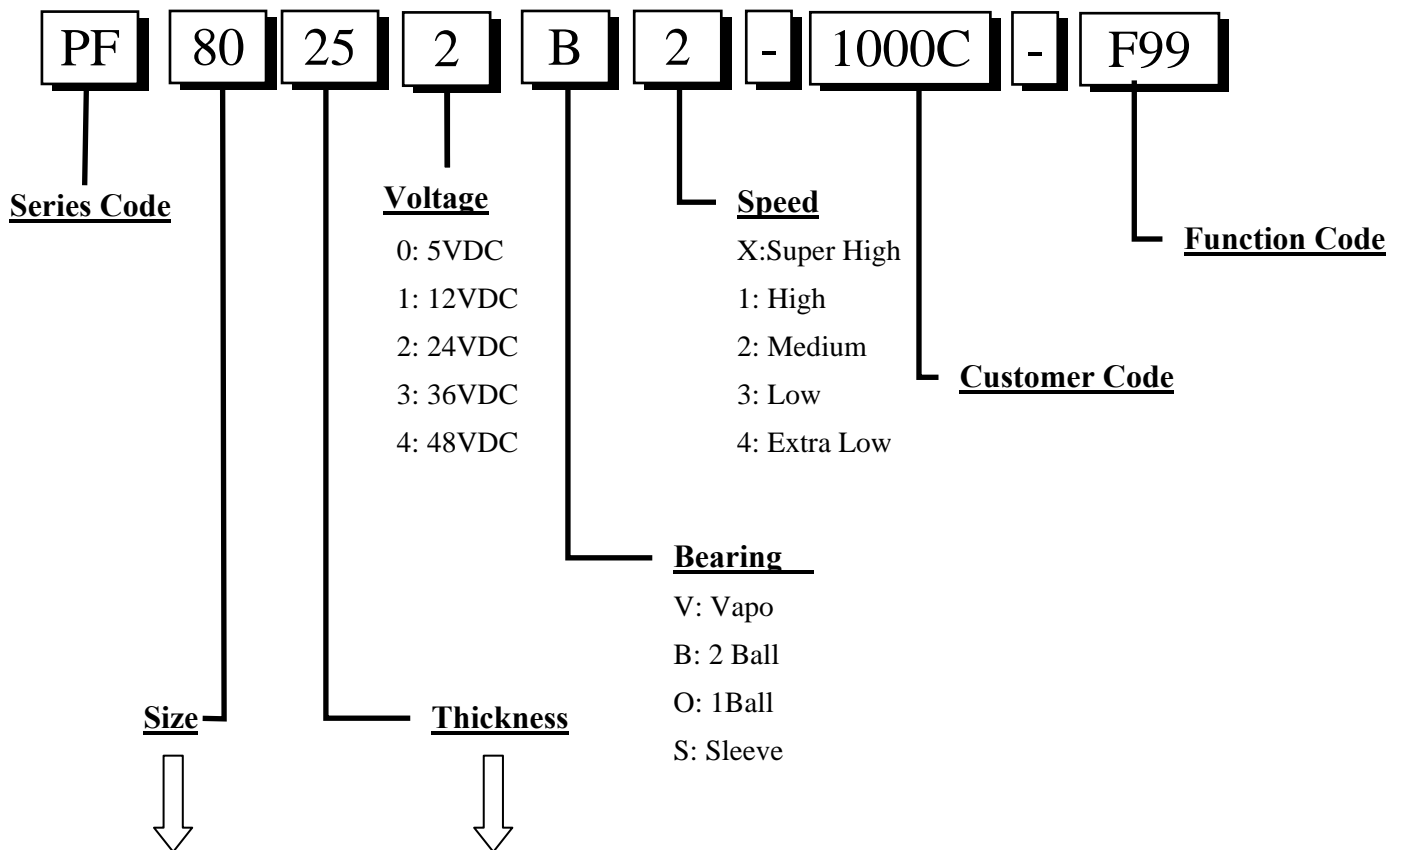 PF 80 25 2 B 2 - 1000C - F99
Series Code
Voltage
0: 5VDC
1: 12VDC
2: 24VDC
3: 36VDC
4: 48VDC
Speed
X:Super High
1: High
2: Medium
3: Low
4: Extra Low
Function Code
Customer Code
Bearing
V: Vapo
B: 2 Ball
O: 1Ball
S: Sleeve
Size
Thickness